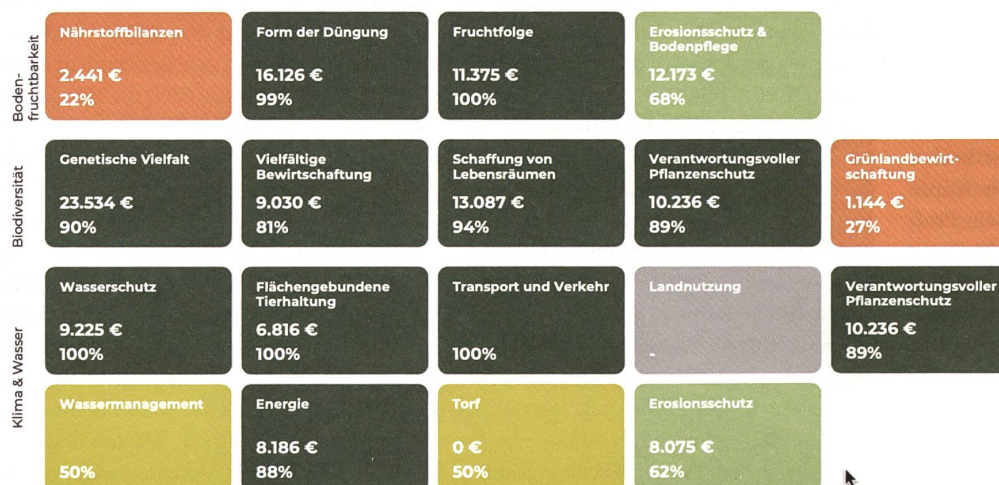 Boden-
fruchtbarkeit
Nährstoffbilanzen
2.441 €
22%
Form der Düngung
16.126 €
99%
Fruchtfolge
11.375 €
100%
Erosionsschutz &
Bodenpflege
12.173 €
68%
Biodiversität
Genetische Vielfalt
23.534 €
90%
Vielfältige
Bewirtschaftung
9.030 €
81%
Schaffung von
Lebensräumen
13.087 €
94%
Verantwortungsvoller
Pflanzenschutz
10.236 €
89%
Grünlandbewirt-
schaftung
1.144 €
27%
Klima & Wasser
Wasserschutz
9.225 €
100%
Flächengebundene
Tierhaltung
6.816 €
100%
Transport und Verkehr
100%
Landnutzung
-
Verantwortungsvoller
Pflanzenschutz
10.236 €
89%
Wassermanagement
50%
Energie
8.186 €
88%
Torf
0 €
50%
Erosionsschutz
8.075 €
62%